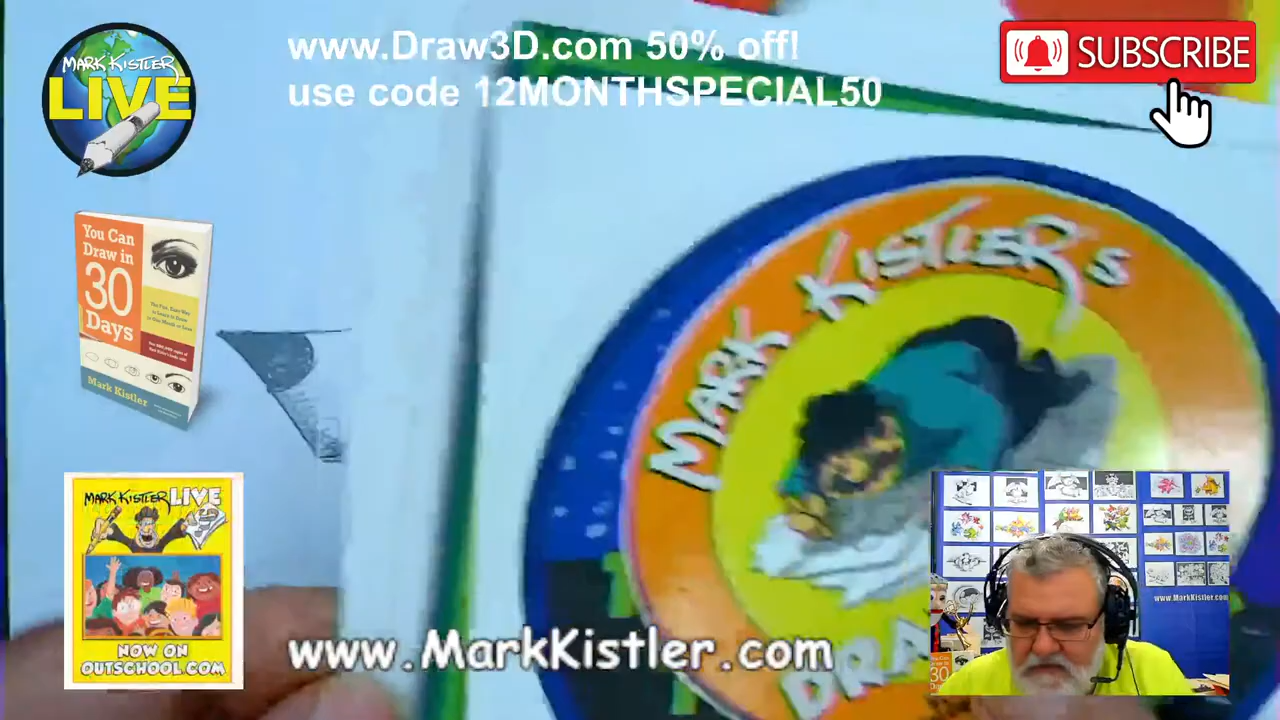 MARK KISTLER
LIVE
www.Draw3D.com 50% off!
use code 12MONTHSPECIAL50
SUBSCRIBE
You Can
Draw in
30
Days
Mark Kistler
MARK KISTLER'S
DRA
MARK KISTLER LIVE
NOW ON
OUTSCHOOL.COM
www.MarkKistler.com
www.MarkKistler.com